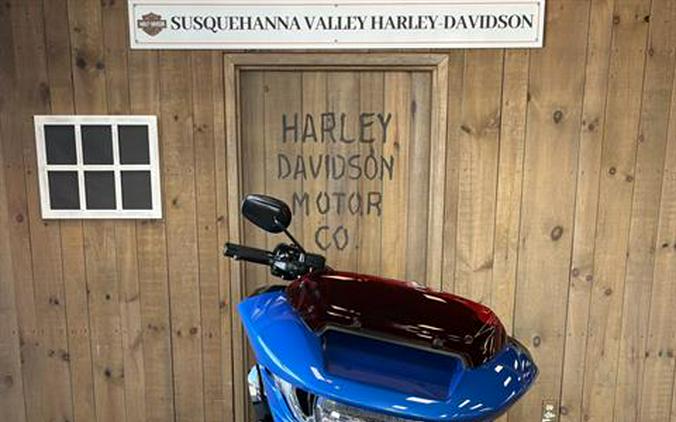 SUSQUEHANNA VALLEY HARLEY-DAVIDSON
HARLEY
DAVIDSON
MOTOR
CO.